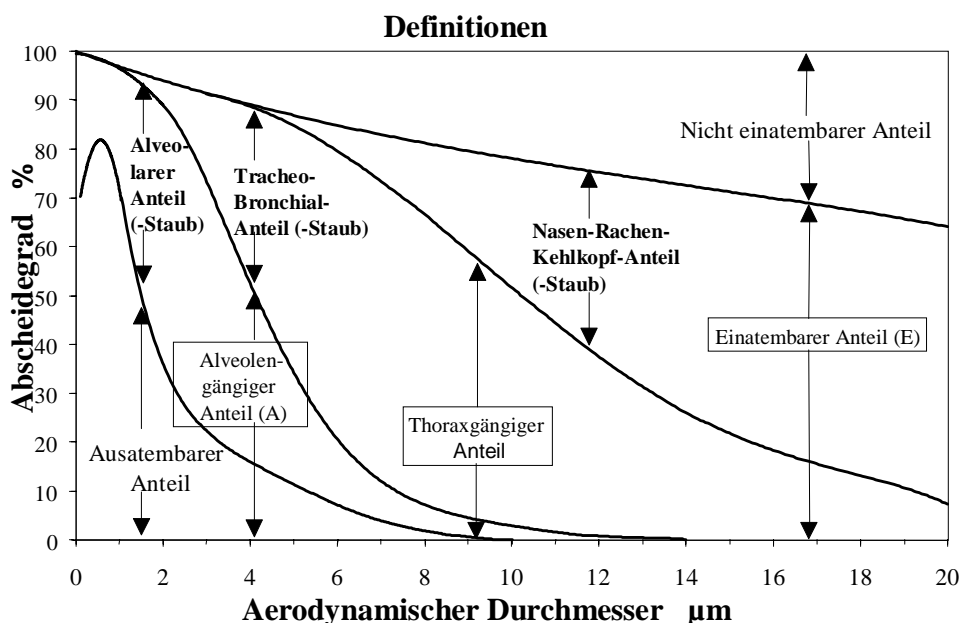 Definitionen
100
90
80
70
60
50
40
30
20
10
0
Abscheidegrad %
Nicht einatembarer Anteil
Alveo-
larer
Anteil
(-Staub)
Tracheo-
Bronchial-
Anteil (-Staub)
Nasen-Rachen-
Kehlkopf-Anteil
(-Staub)
Einatembarer Anteil (E)
Alveolen-
gängiger
Anteil (A)
Thoraxgängiger
Anteil
Ausatembarer
Anteil
0 2 4 6 8 10 12 14 16 18 20
Aerodynamischer Durchmesser µm